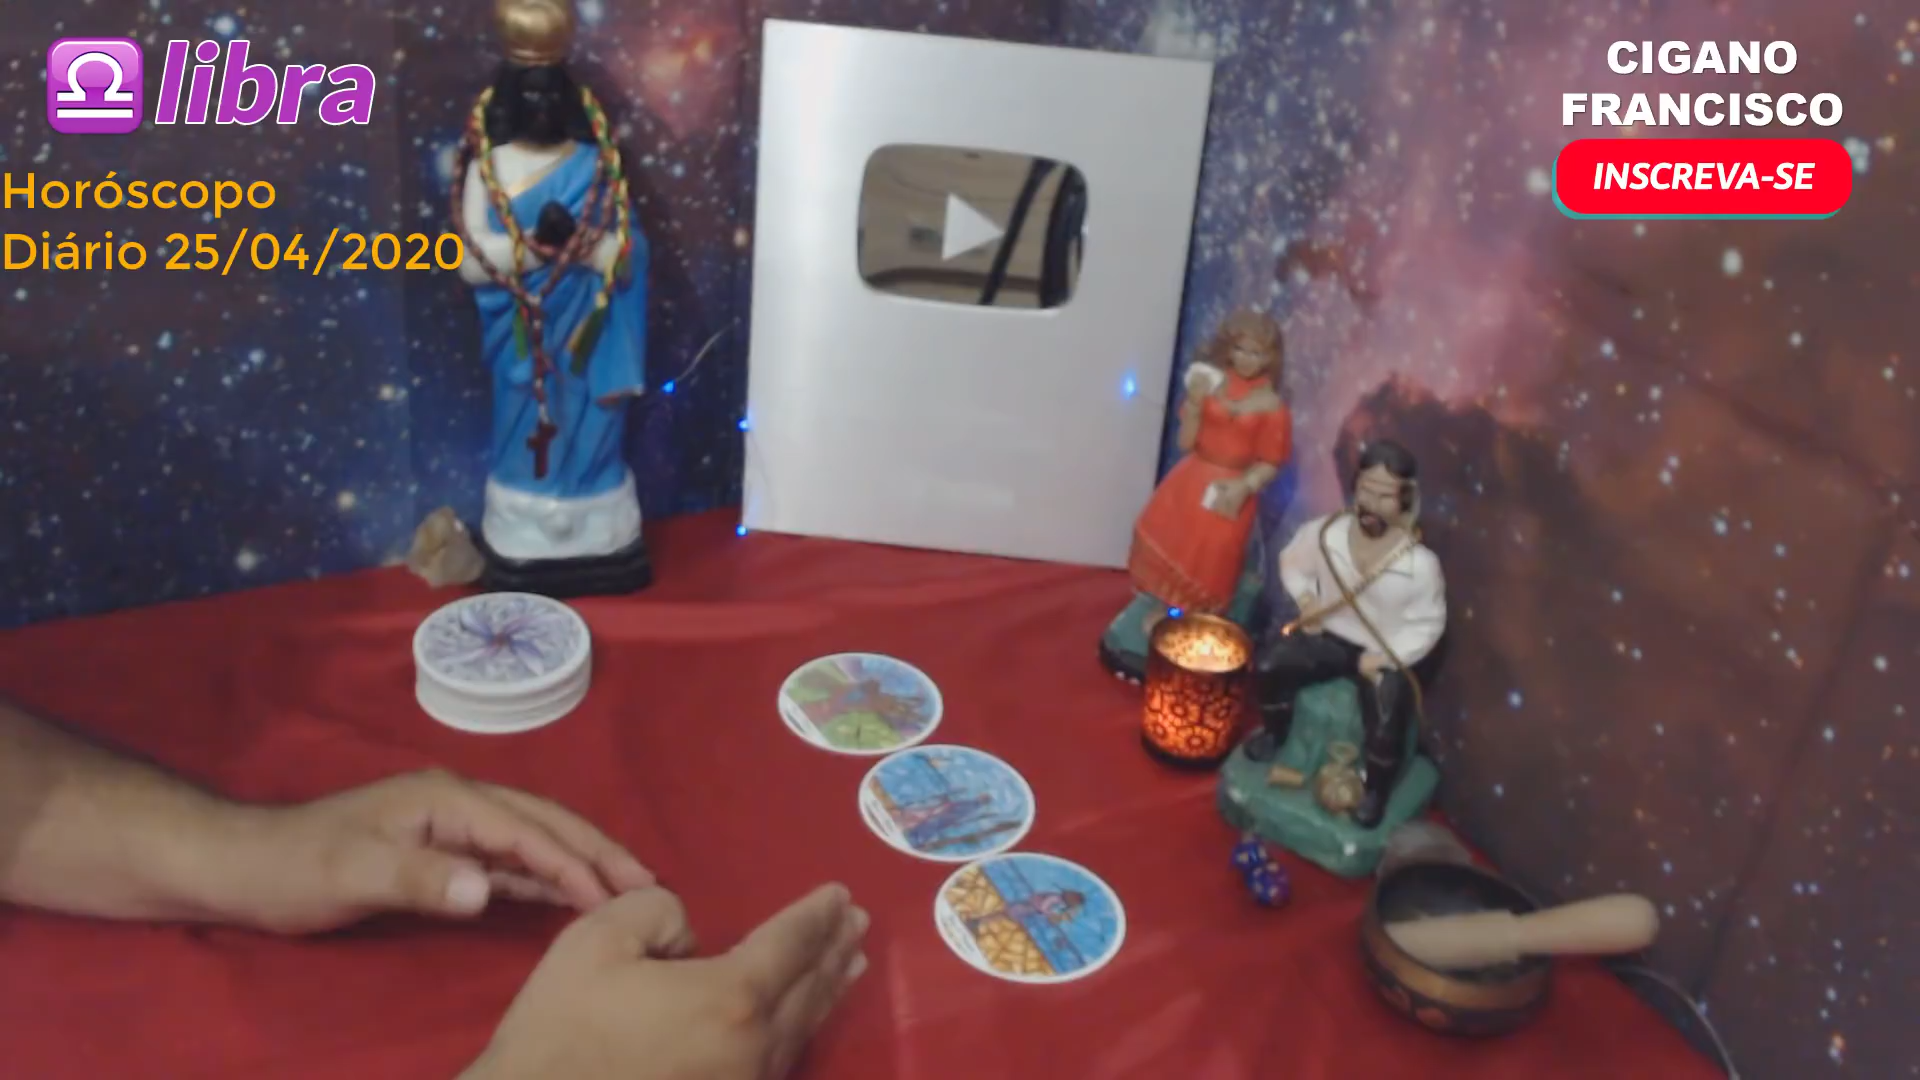 libra
Horóscopo
Diário 25/04/2020
CIGANO
FRANCISCO
INSCREVA-SE